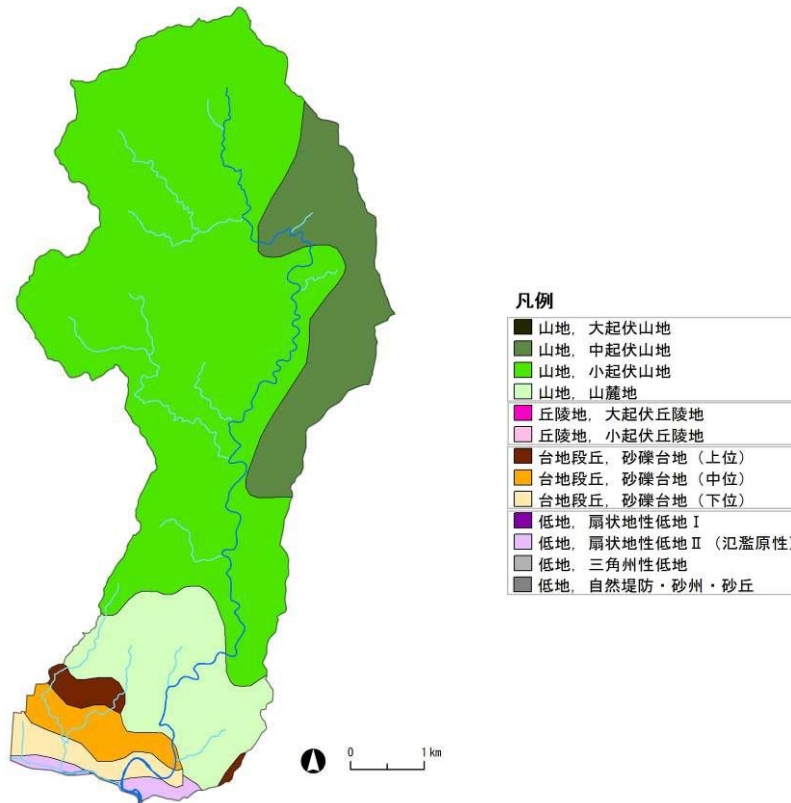 凡例
山地，大起伏山地
山地，中起伏山地
山地，小起伏山地
山地，山麓地
丘陵地，大起伏丘陵地
丘陵地，小起伏丘陵地
台地段丘，砂礫台地（上位）
台地段丘，砂礫台地（中位）
台地段丘，砂礫台地（下位）
低地，扇状地性低地Ⅰ
低地，扇状地性低地Ⅱ（氾濫原性）
低地，三角州性低地
低地，自然堤防・砂州・砂丘
0 1 km